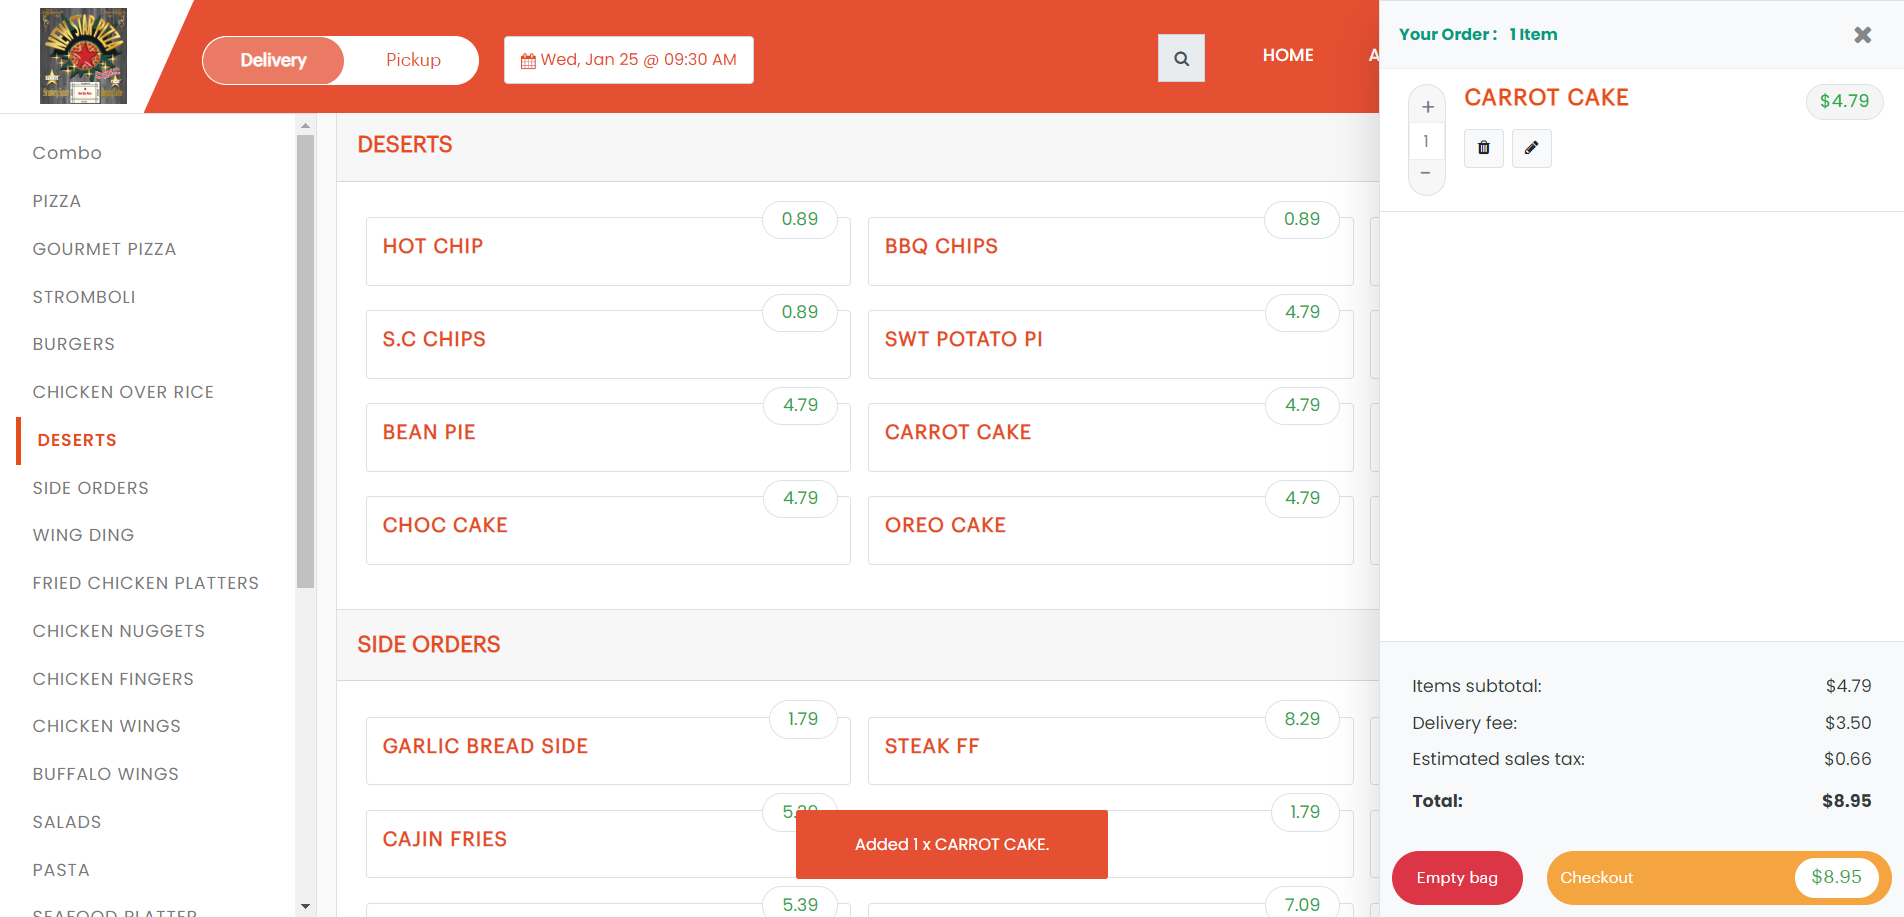 NEW STAR PIZZA
Delivery
Pickup
Wed, Jan 25 @ 09:30 AM
HOME
A
Your Order : 1 Item
CARROT CAKE
$4.79
+
1
−
Combo
PIZZA
GOURMET PIZZA
STROMBOLI
BURGERS
CHICKEN OVER RICE
DESERTS
SIDE ORDERS
WING DING
FRIED CHICKEN PLATTERS
CHICKEN NUGGETS
CHICKEN FINGERS
CHICKEN WINGS
BUFFALO WINGS
SALADS
PASTA
SEAFOOD PLATTER
DESERTS
0.89
HOT CHIP
0.89
BBQ CHIPS
0.89
S.C CHIPS
4.79
SWT POTATO PI
4.79
BEAN PIE
4.79
CARROT CAKE
4.79
CHOC CAKE
4.79
OREO CAKE
SIDE ORDERS
1.79
GARLIC BREAD SIDE
8.29
STEAK FF
5.39
CAJIN FRIES
1.79
Added 1 x CARROT CAKE.
5.39
7.09
Items subtotal: $4.79
Delivery fee: $3.50
Estimated sales tax: $0.66
Total: $8.95
Empty bag
Checkout $8.95